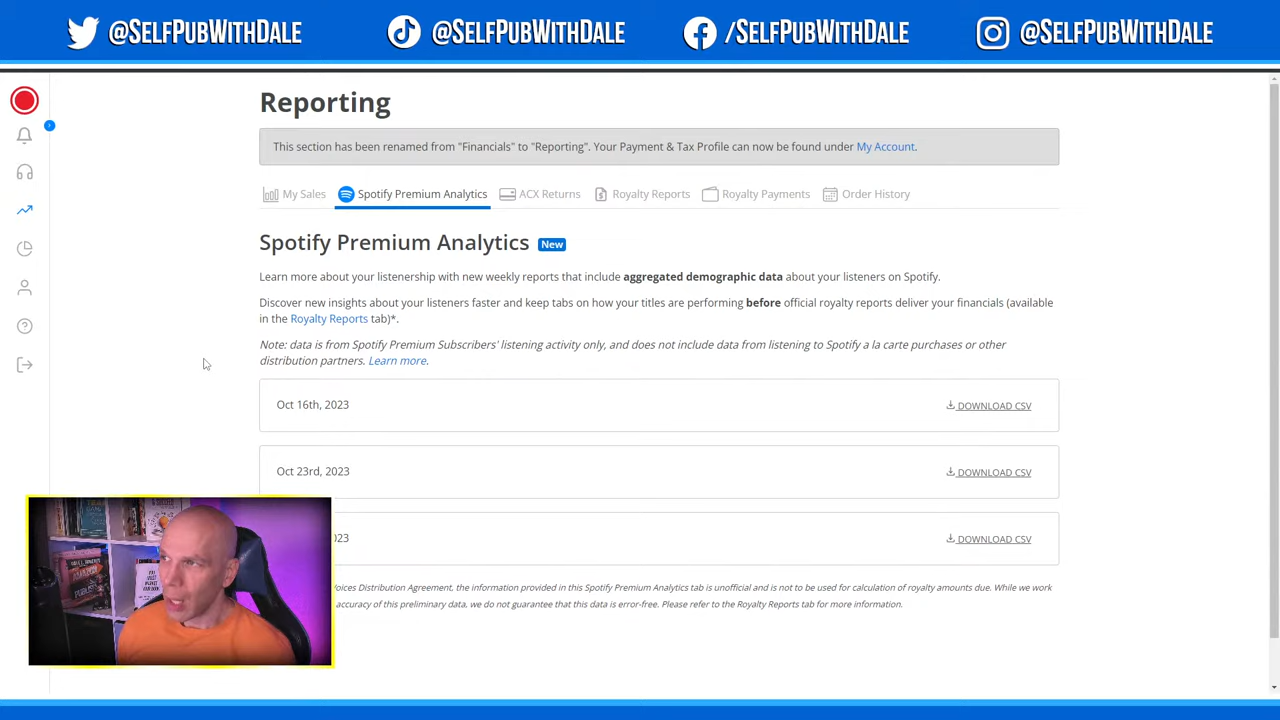 @SELFPUBWITHDALE @SELFPUBWITHDALE /SELFPUBWITHDALE @SELFPUBWITHDALE
Reporting
This section has been renamed from "Financials" to "Reporting". Your Payment & Tax Profile can now be found under My Account.
My Sales Spotify Premium Analytics ACX Returns Royalty Reports Royalty Payments Order History
Spotify Premium Analytics New
Learn more about your listenership with new weekly reports that include aggregated demographic data about your listeners on Spotify.
Discover new insights about your listeners faster and keep tabs on how your titles are performing before official royalty reports deliver your financials (available
in the Royalty Reports tab)*.
Note: data is from Spotify Premium Subscribers' listening activity only, and does not include data from listening to Spotify a la carte purchases or other
distribution partners. Learn more.
Oct 16th, 2023 DOWNLOAD CSV
Oct 23rd, 2023 DOWNLOAD CSV
023 DOWNLOAD CSV
oices Distribution Agreement, the information provided in this Spotify Premium Analytics tab is unofficial and is not to be used for calculation of royalty amounts due. While we work
accuracy of this preliminary data, we do not guarantee that this data is error-free. Please refer to the Royalty Reports tab for more information.